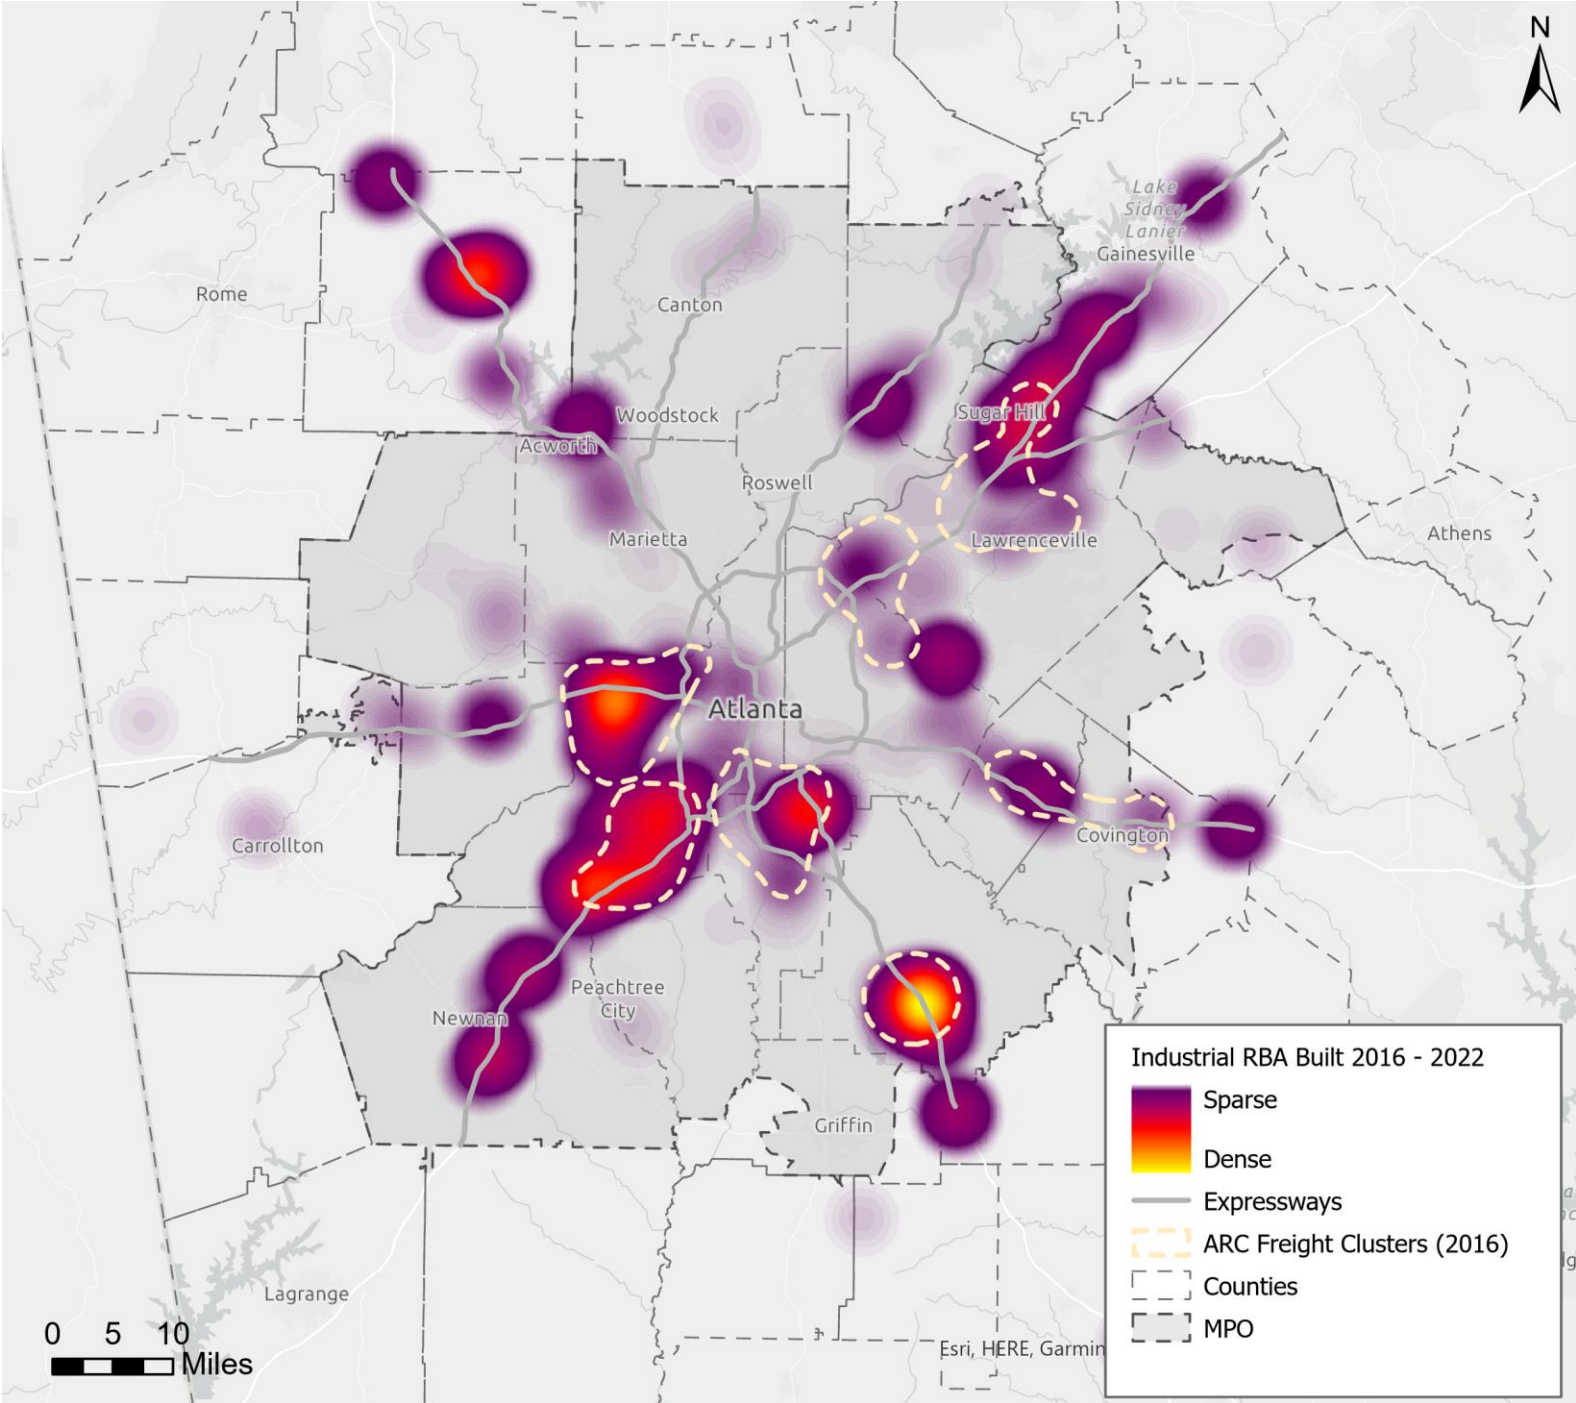 N
Lake
Sidney
Lanier
Gainesville
Rome
Canton
Woodstock
Sugar Hill
Acworth
Roswell
Athens
Marietta
Lawrenceville
Atlanta
Carrollton
Covington
Peachtree
City
Newnan
Griffin
Lagrange
Industrial RBA Built 2016 - 2022
Sparse
Dense
Expressways
ARC Freight Clusters (2016)
Counties
MPO
0 5 10
Miles
Esri, HERE, Garmin